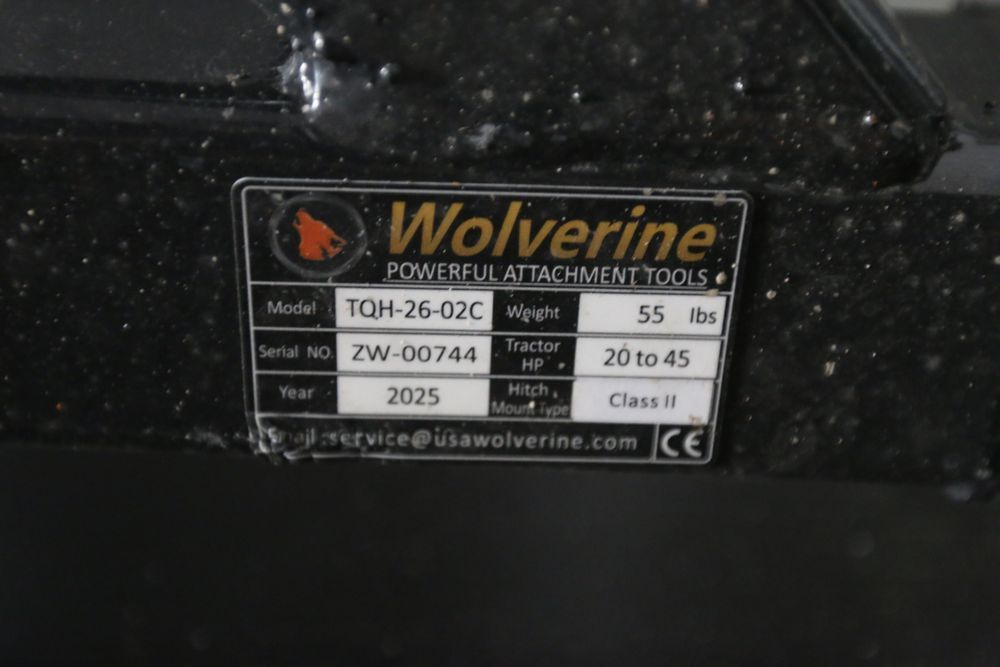 Wolverine
POWERFUL ATTACHMENT TOOLS
Model TQH-26-02C Weight 55 lbs
Serial NO. ZW-00744 Tractor HP 20 to 45
Year 2025 Hitch Mount Type Class II
Email :service@usawolverine.com CE